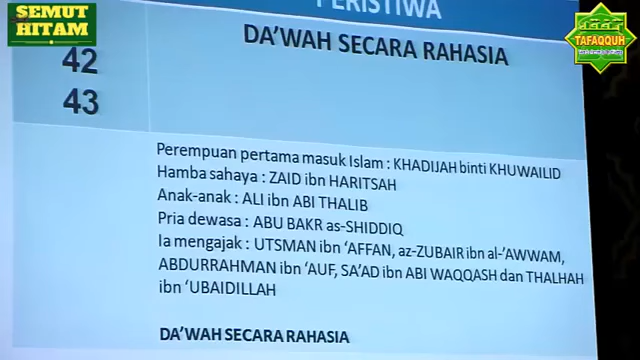 SEMUT
HITAM
PERISTIWA
TAFAQQUH
42
43
DA'WAH SECARA RAHASIA
Perempuan pertama masuk Islam : KHADIJAH binti KHUWAILID
Hamba sahaya : ZAID ibn HARITSAH
Anak-anak : ALI ibn ABI THALIB
Pria dewasa : ABU BAKR as-SHIDDIQ
Ia mengajak : UTSMAN ibn 'AFFAN, az-ZUBAIR ibn al-'AWWAM,
ABDURRAHMAN ibn 'AUF, SA'AD ibn ABI WAQQASH dan THALHAH
ibn 'UBAIDILLAH
DA'WAH SECARA RAHASIA